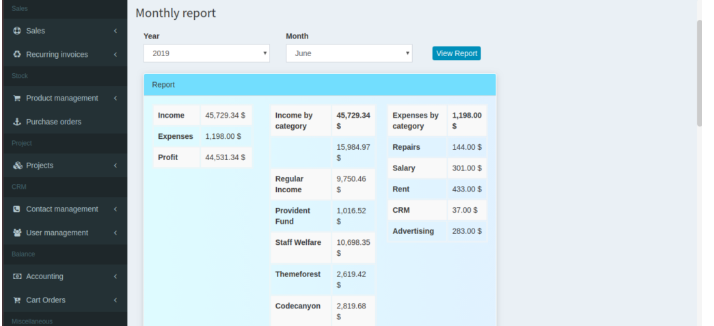 Sales
Sales
Recurring invoices
Stock
Product management
Purchase orders
Project
Projects
CRM
Contact management
User management
Balance
Accounting
Cart Orders
Miscellaneous
Monthly report
Year
Month
2019
June
View Report
Report
Income 45,729.34 $
Expenses 1,198.00 $
Profit 44,531.34 $
Income by 45,729.34
category $
15,984.97
$
Regular 9,750.46
Income $
Provident 1,016.52
Fund $
Staff Welfare 10,698.35
$
Themeforest 2,619.42
$
Codecanyon 2,819.68
$
Expenses by 1,198.00
category $
Repairs 144.00 $
Salary 301.00 $
Rent 433.00 $
CRM 37.00 $
Advertising 283.00 $